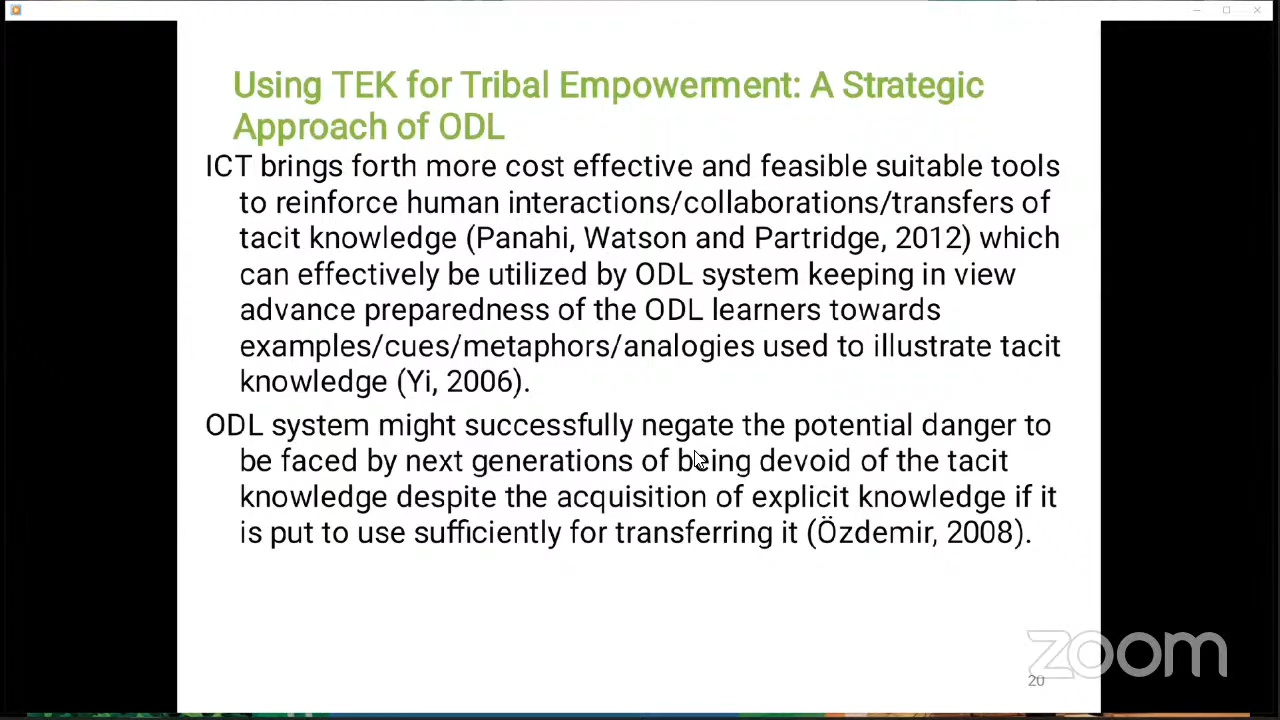 Using TEK for Tribal Empowerment: A Strategic
Approach of ODL
ICT brings forth more cost effective and feasible suitable tools
to reinforce human interactions/collaborations/transfers of
tacit knowledge (Panahi, Watson and Partridge, 2012) which
can effectively be utilized by ODL system keeping in view
advance preparedness of the ODL learners towards
examples/cues/metaphors/analogies used to illustrate tacit
knowledge (Yi, 2006).
ODL system might successfully negate the potential danger to
be faced by next generations of being devoid of the tacit
knowledge despite the acquisition of explicit knowledge if it
is put to use sufficiently for transferring it (Özdemir, 2008).
zoom
20